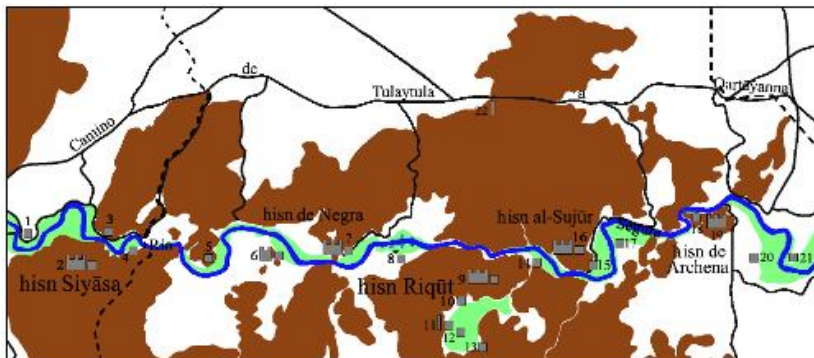 Camino de Tulaytula a Qartayanna
22
1
3
2
hisn Siyāsa
4
Rio
5
6
hisn de Negra
7
8
hisn Riqūt
9
10
11
12
13
14
hisn al-Sujūr
16
15
Segura
17
18
19
hisn de
Archena
20
21